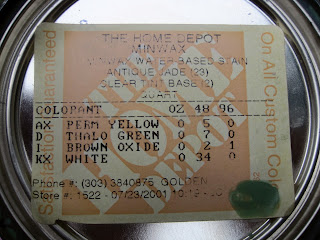 THE HOME DEPOT
MINWAX
MINWAX WATER BASED STAIN
ANTIQUE JADE (23)
CLEAR TINT BASE (2)
QUART
COLORANT OZ 48 96
AX PERM YELLOW 0 5 0
D THALO GREEN 0 7 0
I BROWN OXIDE 0 2 1
KX WHITE 0 34 0
Phone #: (303) 3840875 GOLDEN
Store #: 1522 - 07/23/2001
Guaranteed
On All Custom Col